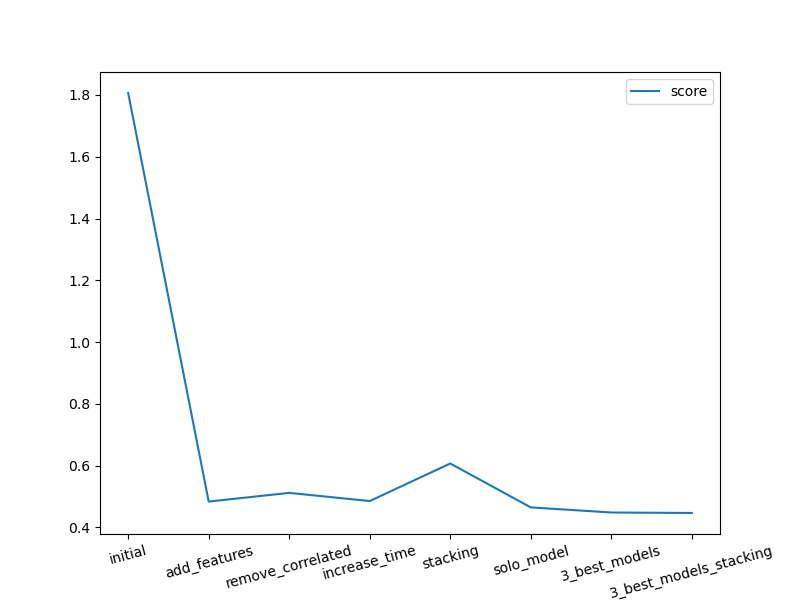 score
1.8
1.6
1.4
1.2
1.0
0.8
0.6
0.4
initial
add_features
remove_correlated
increase_time
stacking
solo_model
3_best_models
3_best_models_stacking